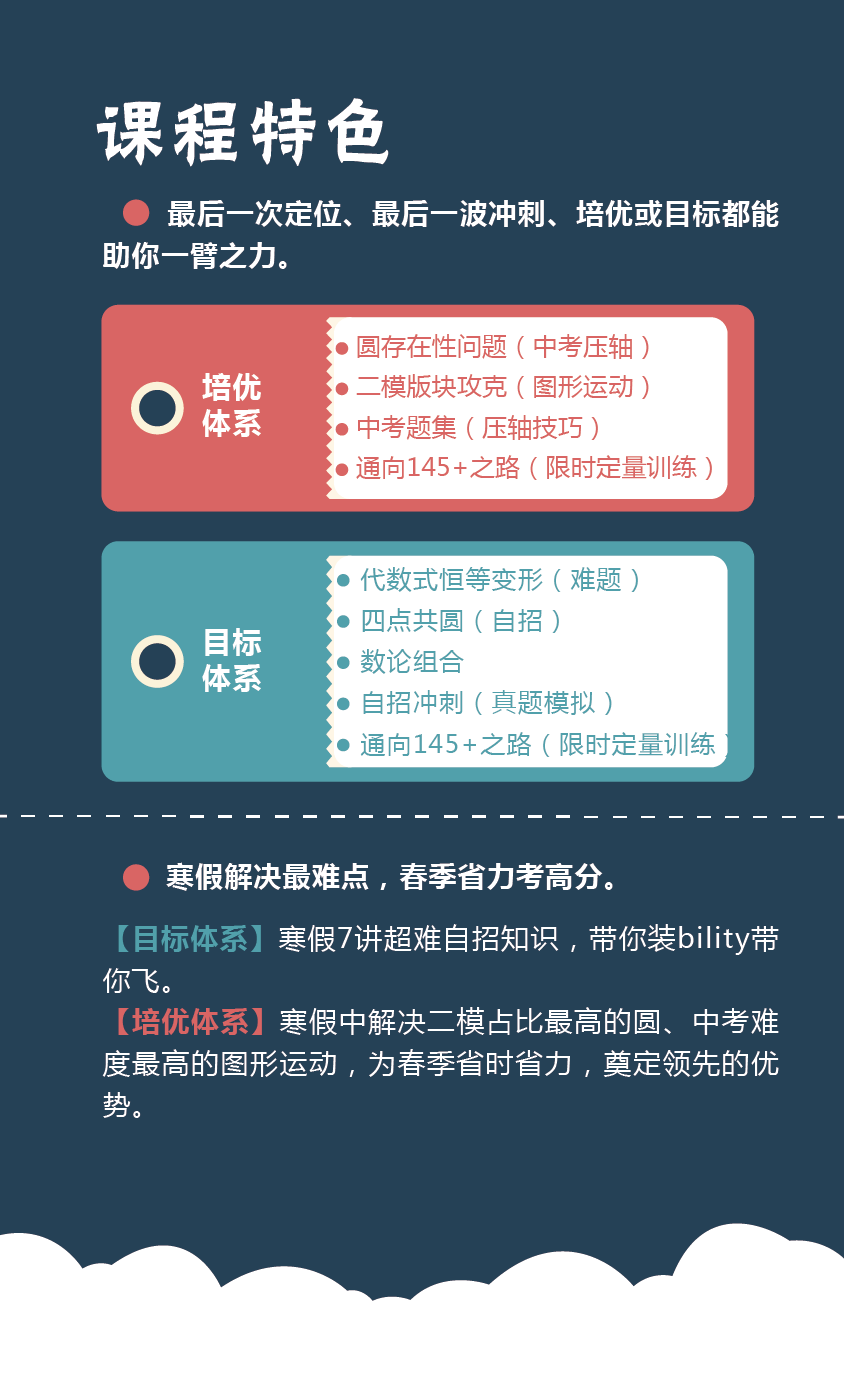 课程特色
最后一次定位、最后一波冲刺、培优或目标都能
助你一臂之力。
培优
体系
圆存在性问题（中考压轴）
二模版块攻克（图形运动）
中考题集（压轴技巧）
通向145+之路（限时定量训练）
目标
体系
代数式恒等变形（难题）
四点共圆（自招）
数论组合
自招冲刺（真题模拟）
通向145+之路（限时定量训练）
寒假解决最难点，春季省力考高分。
【目标体系】寒假7讲超难自招知识，带你装bility带
你飞。
【培优体系】寒假中解决二模占比最高的圆、中考难
度最高的图形运动，为春季省时省力，奠定领先的优
势。